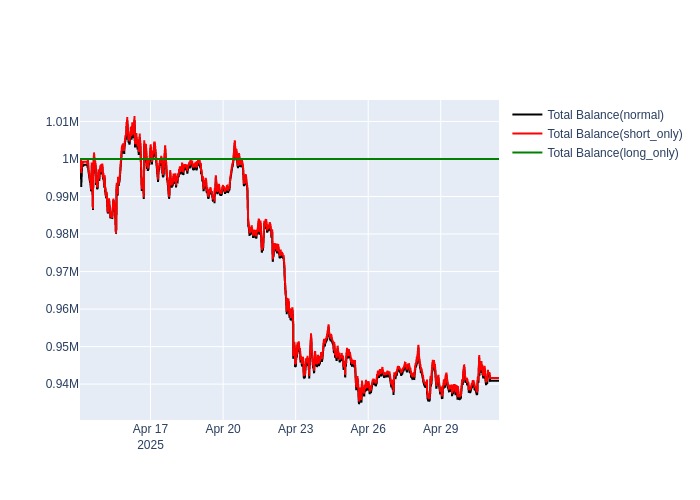 1.01M
1M
0.99M
0.98M
0.97M
0.96M
0.95M
0.94M
Apr 17
2025
Apr 20
Apr 23
Apr 26
Apr 29
Total Balance(normal)
Total Balance(short_only)
Total Balance(long_only)